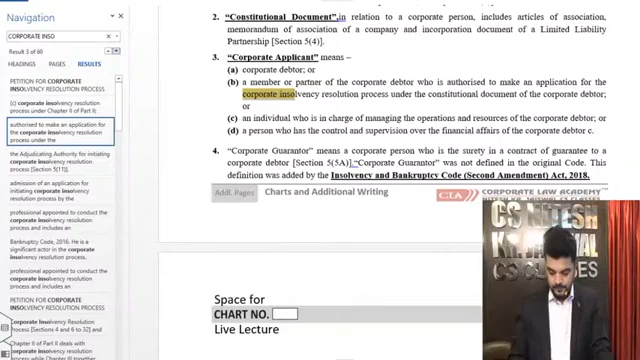 Navigation
CORPORATE INSO
Result 3 of 60
HEADINGS PAGES RESULTS
PETITION FOR CORPORATE
INSOLVENCY RESOLUTION PROCESS
(c) corporate insolvency resolution
process under Chapter II of Part II;
authorised to make an application for
the corporate insolvency resolution
process under the
the Adjudicating Authority for initiating
corporate insolvency resolution
process [Section 5(11)].
admission of an application for
initiating corporate insolvency
resolution process by the
professional appointed to conduct the
corporate insolvency resolution
process and includes an
Bankruptcy Code, 2016. He is a
significant actor in the corporate
insolvency resolution process.
professional appointed to conduct the
corporate insolvency resolution
process and includes an
PETITION FOR CORPORATE
INSOLVENCY RESOLUTION PROCESS
Corporate Insolvency Resolution
Process [Sections 4 and 6 to 32] and
Chapter II of Part II deals with
2. “Constitutional Document”, in relation to a corporate person, includes articles of association,
memorandum of association of a company and incorporation document of a Limited Liability
Partnership [Section 5(4)].
3. “Corporate Applicant” means –
(a) corporate debtor; or
(b) a member or partner of the corporate debtor who is authorised to make an application for the
corporate insolvency resolution process under the constitutional document of the corporate debtor;
or
(c) an individual who is in charge of managing the operations and resources of the corporate debtor; or
(d) a person who has the control and supervision over the financial affairs of the corporate debtor c.
4. “Corporate Guarantor” means a corporate person who is the surety in a contract of guarantee to a
corporate debtor [Section 5(5A)].“Corporate Guarantor” was not defined in the original Code. This
definition was added by the Insolvency and Bankruptcy Code (Second Amendment) Act, 2018.
Addl. Pages Charts and Additional Writing CLA CORPORATE LAW ACADEMY
CS NITESH
KR. JAISWAL
CS CLASSES
Space for
CHART NO.
Live Lecture